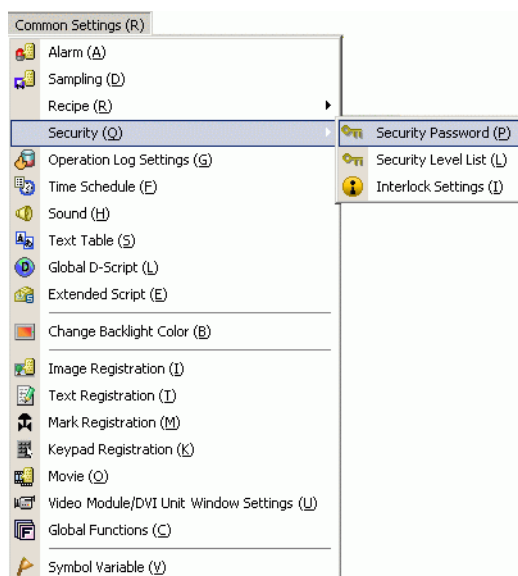 Common Settings (R)
Alarm (A)
Sampling (D)
Recipe (R)
Security (Q)
Security Password (P)
Operation Log Settings (G)
Security Level List (L)
Time Schedule (F)
Interlock Settings (I)
Sound (H)
Text Table (S)
Global D-Script (L)
Extended Script (E)
Change Backlight Color (B)
Image Registration (I)
Text Registration (T)
Mark Registration (M)
Keypad Registration (K)
Movie (O)
Video Module/DVI Unit Window Settings (U)
Global Functions (C)
Symbol Variable (V)